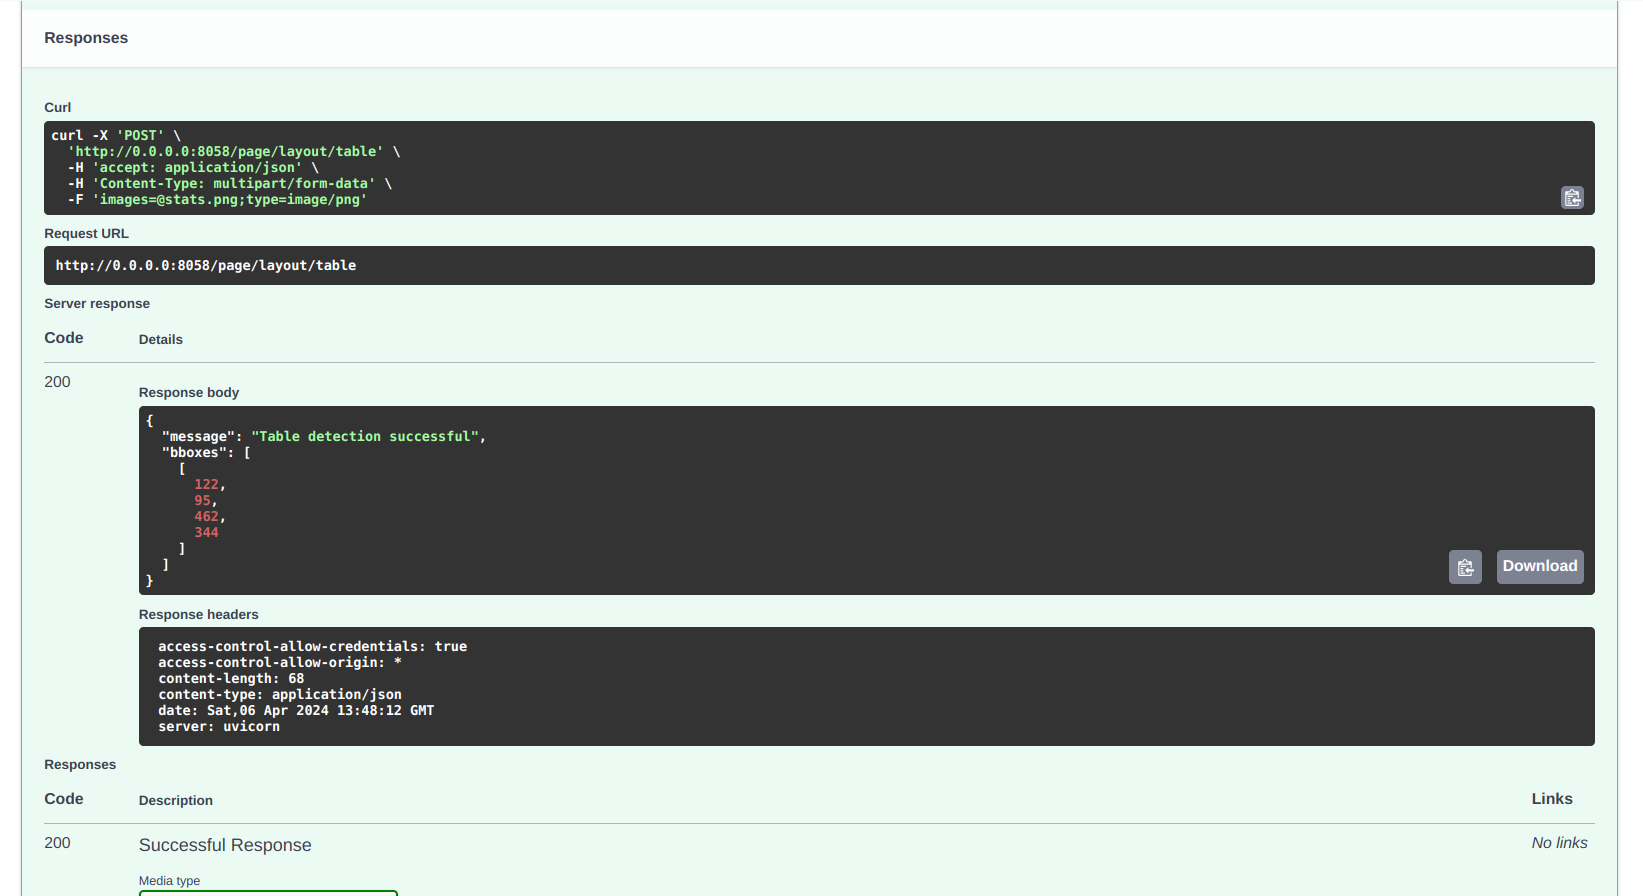 Responses
Curl
curl -X 'POST' \
  'http://0.0.0.0:8058/page/layout/table' \
  -H 'accept: application/json' \
  -H 'Content-Type: multipart/form-data' \
  -F 'images=@stats.png;type=image/png'
Request URL
http://0.0.0.0:8058/page/layout/table
Server response
Code Details
200
Response body
{
  "message": "Table detection successful",
  "bboxes": [
    [
      122,
      95,
      462,
      344
    ]
  ]
}
Download
Response headers
access-control-allow-credentials: true
access-control-allow-origin: *
content-length: 68
content-type: application/json
date: Sat,06 Apr 2024 13:48:12 GMT
server: uvicorn
Responses
Code Description Links
200 Successful Response No links
Media type